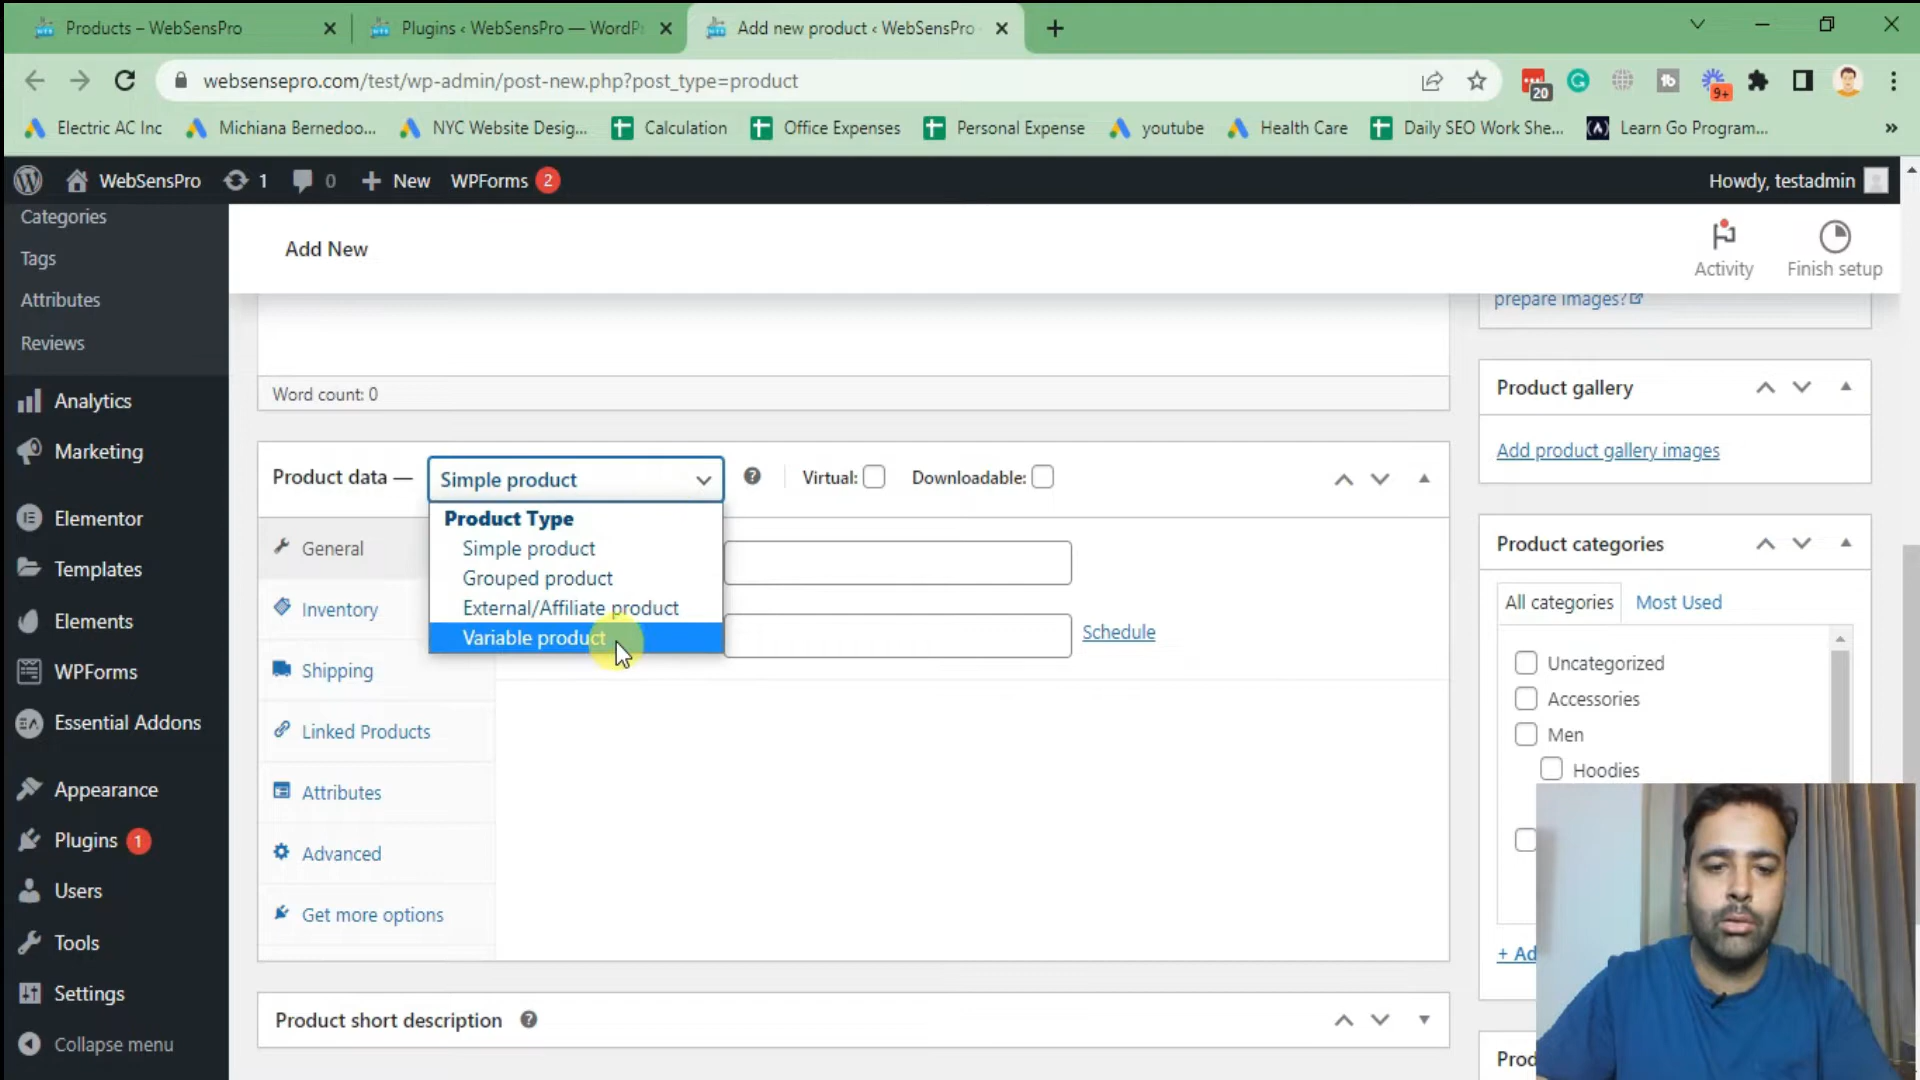 Products – WebSensPro
Plugins ‹ WebSensPro — WordP
Add new product ‹ WebSensPro
websensepro.com/test/wp-admin/post-new.php?post_type=product
20
9+
Electric AC Inc
Michiana Bernedoo...
NYC Website Desig...
Calculation
Office Expenses
Personal Expense
youtube
Health Care
Daily SEO Work She...
Learn Go Program...
»
WebSensPro
1
0
New
WPForms 2
Howdy, testadmin
Categories
Tags
Attributes
Reviews
Analytics
Marketing
Elementor
Templates
Elements
WPForms
Essential Addons
Appearance
Plugins 1
Users
Tools
Settings
Collapse menu
Add New
Activity
Finish setup
prepare images?
Word count: 0
Product data —
Simple product
Virtual:
Downloadable:
Product Type
Simple product
Grouped product
External/Affiliate product
Variable product
General
Inventory
Shipping
Linked Products
Attributes
Advanced
Get more options
Schedule
Product short description
Product gallery
Add product gallery images
Product categories
All categories
Most Used
Uncategorized
Accessories
Men
Hoodies
+ Ad
Prod